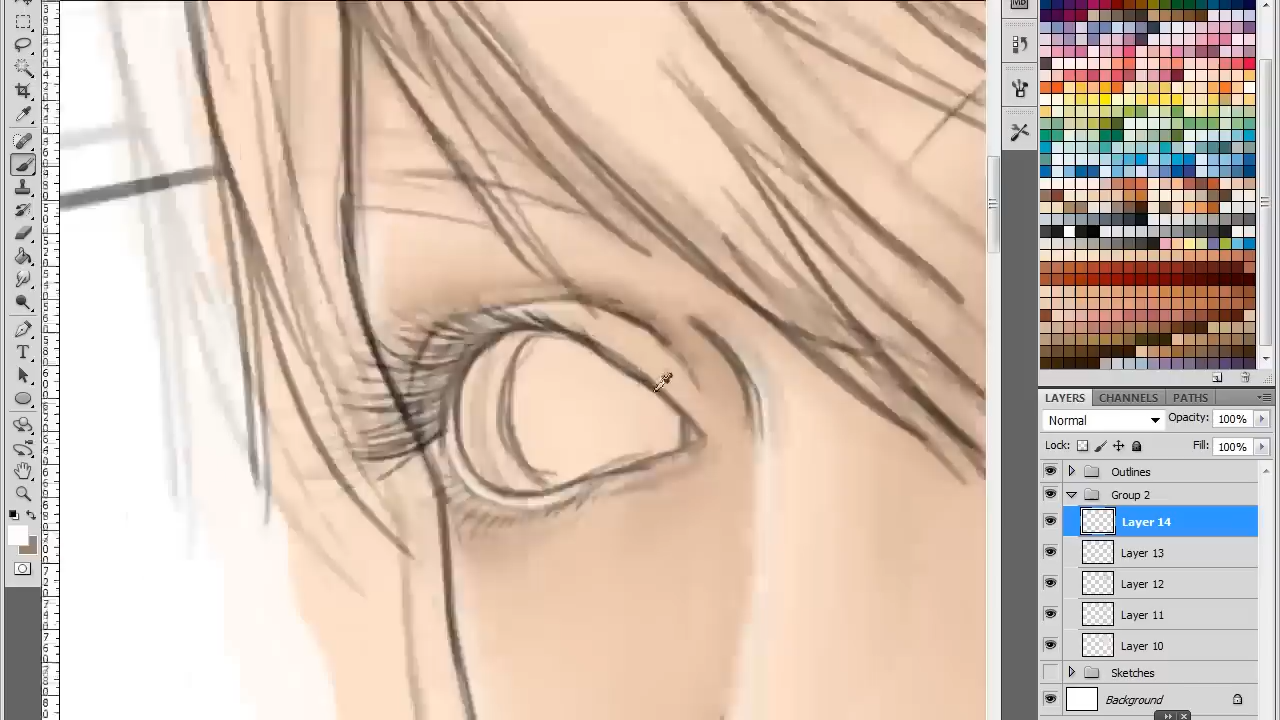 T
Mb
LAYERS CHANNELS PATHS
Normal Opacity: 100%
Lock: Fill: 100%
Outlines
Group 2
Layer 14
Layer 13
Layer 12
Layer 11
Layer 10
Sketches
Background